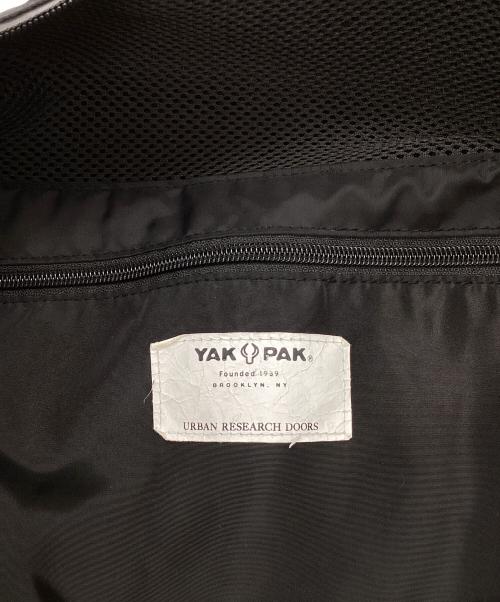 YAK PAK®
Founded 1989
BROOKLYN, NY
URBAN RESEARCH DOORS